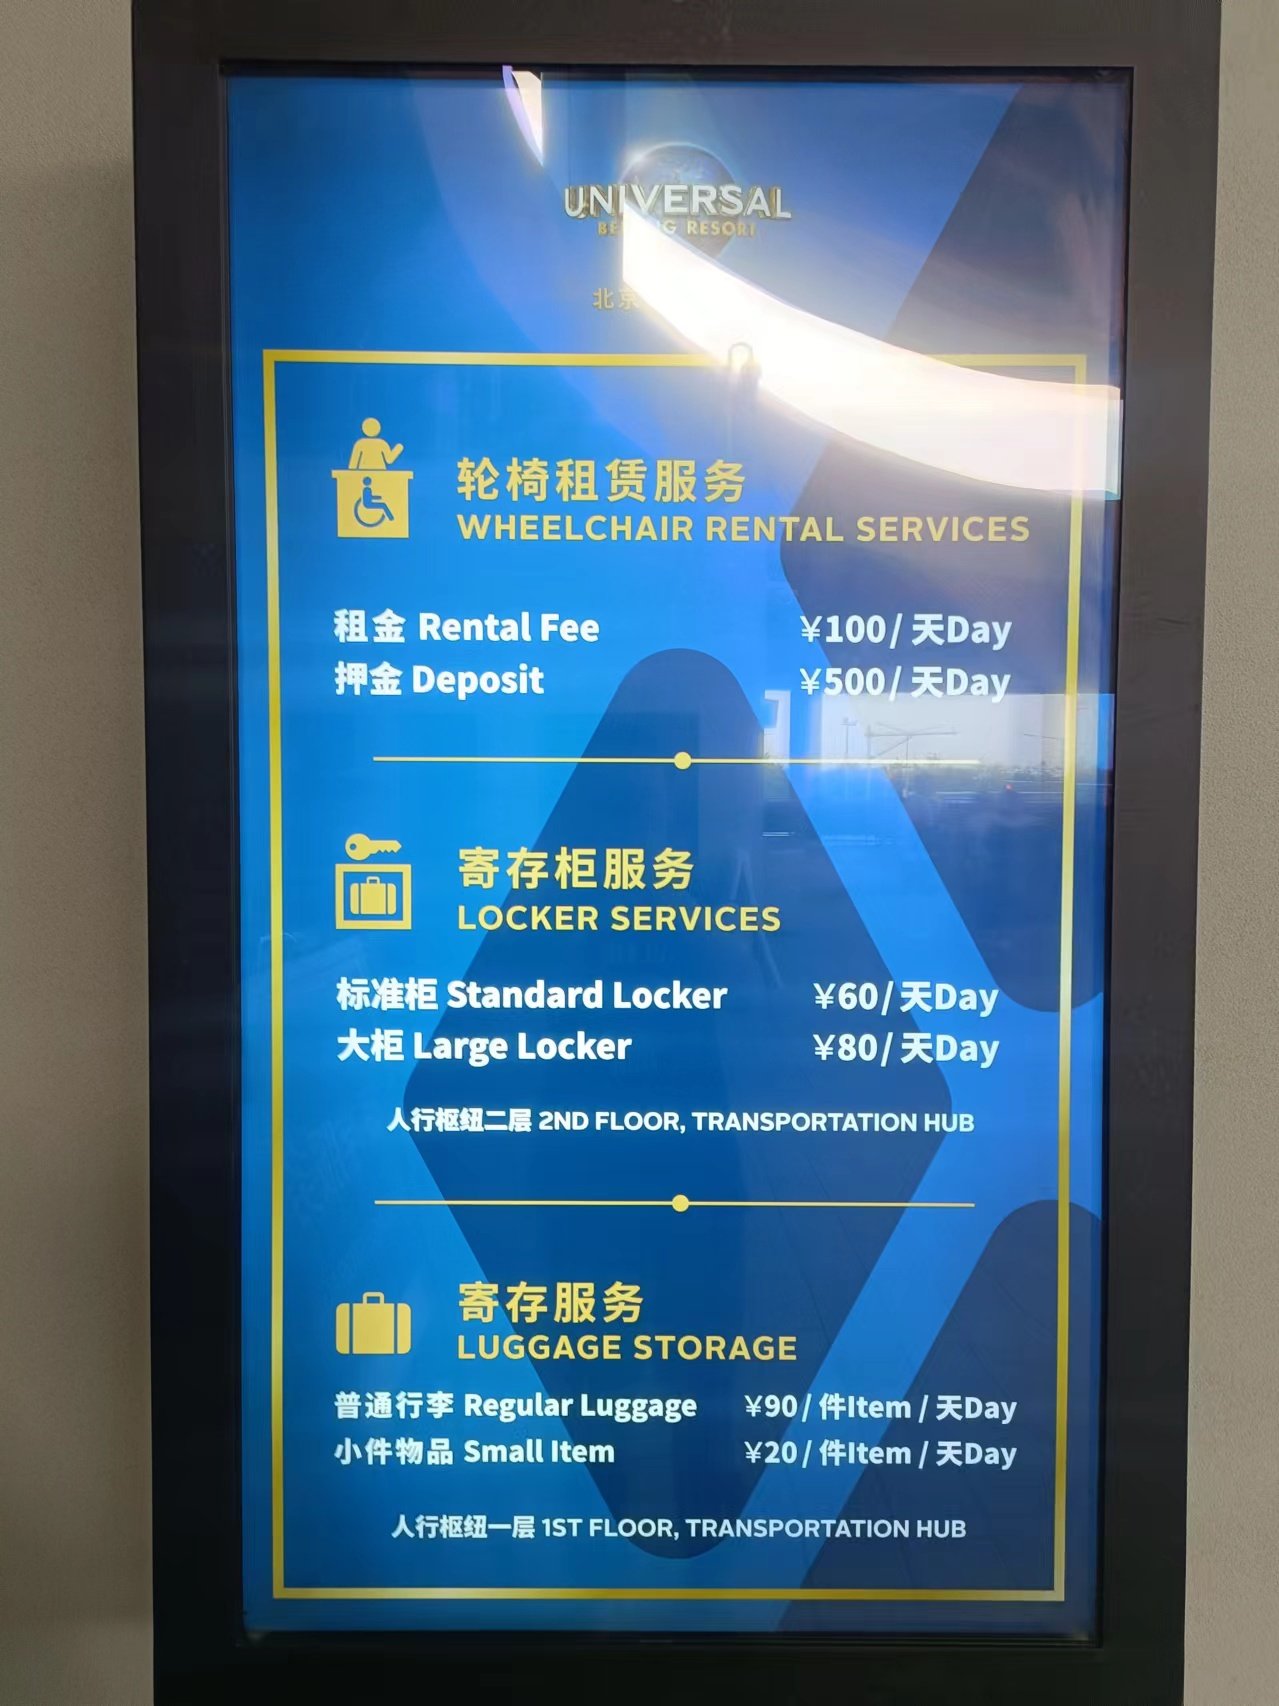 UNIVERSAL
RESORT
北京
轮椅租赁服务
WHEELCHAIR RENTAL SERVICES
租金 Rental Fee ¥100/ 天Day
押金 Deposit ¥500/ 天Day
寄存柜服务
LOCKER SERVICES
标准柜 Standard Locker ¥60/ 天Day
大柜 Large Locker ¥80/ 天Day
人行枢纽二层 2ND FLOOR, TRANSPORTATION HUB
寄存服务
LUGGAGE STORAGE
普通行李 Regular Luggage ¥90/ 件Item / 天Day
小件物品 Small Item ¥20/ 件Item / 天Day
人行枢纽一层 1ST FLOOR, TRANSPORTATION HUB